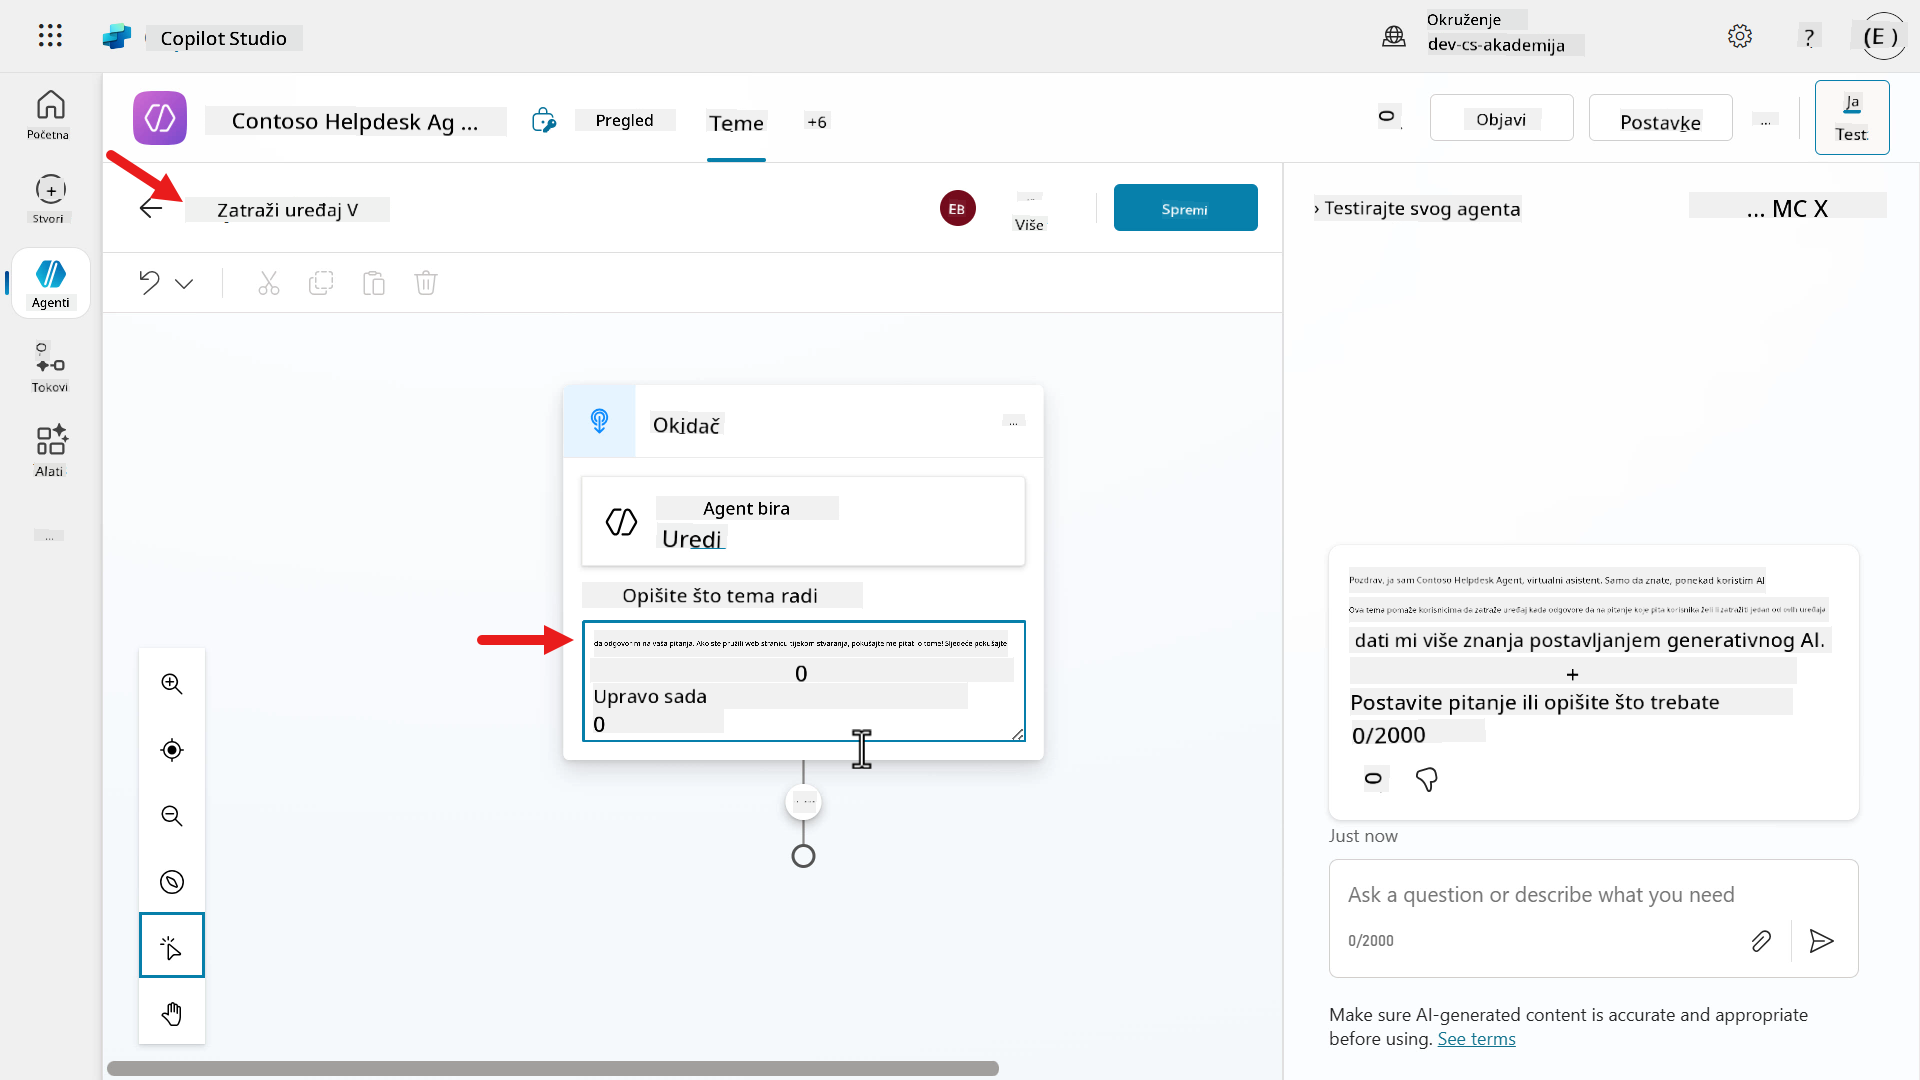 Copilot Studio
Okruženje
dev-cs-akademija
?
(E )
Početna
Stvori
Agenti
Tokovi
Alati
...
Contoso Helpdesk Ag ...
Pregled
Teme
+6
0
Objavi
Postavke
...
Ja
Test
Zatraži uređaj V
EB
Više
Spremi
Okidač
...
Agent bira
Uredi
Opišite što tema radi
da odgovorim na vaša pitanja. Ako ste pružili web stranicu tijekom stvaranja, pokušajte me pitati o tome! Sljedeće pokušajte
0
Upravo sada
0
› Testirajte svog agenta
... MC X
Pozdrav, ja sam Contoso Helpdesk Agent, virtualni asistent. Samo da znate, ponekad koristim AI
Ova tema pomaže korisnicima da zatraže uređaj kada odgovore da na pitanje koje pita korisnika želi li zatražiti jedan od ovih uređaja
dati mi više znanja postavljanjem generativnog AI.
+
Postavite pitanje ili opišite što trebate
0/2000
0
Just now
Ask a question or describe what you need
0/2000
Make sure AI-generated content is accurate and appropriate
before using. See terms